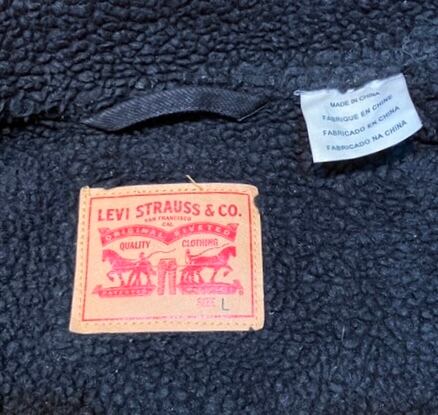 MADE IN CHINA
FABRIQUE EN CHINE
FABRICADO EN CHINA
FABRICADO NA CHINA
LEVI STRAUSS & CO.
SAN FRANCISCO
CAL
ORIGINAL RIVETED
QUALITY CLOTHING
SIZE L